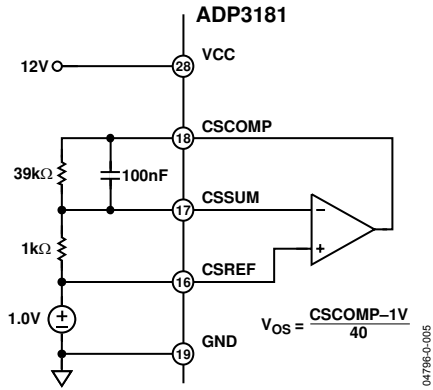 ADP3181
12V
28
VCC
18
CSCOMP
39kΩ
100nF
17
CSSUM
–
1kΩ
+
16
CSREF
1.0V
+
–
VOS = CSCOMP–1V
40
19
GND
04796-0-005